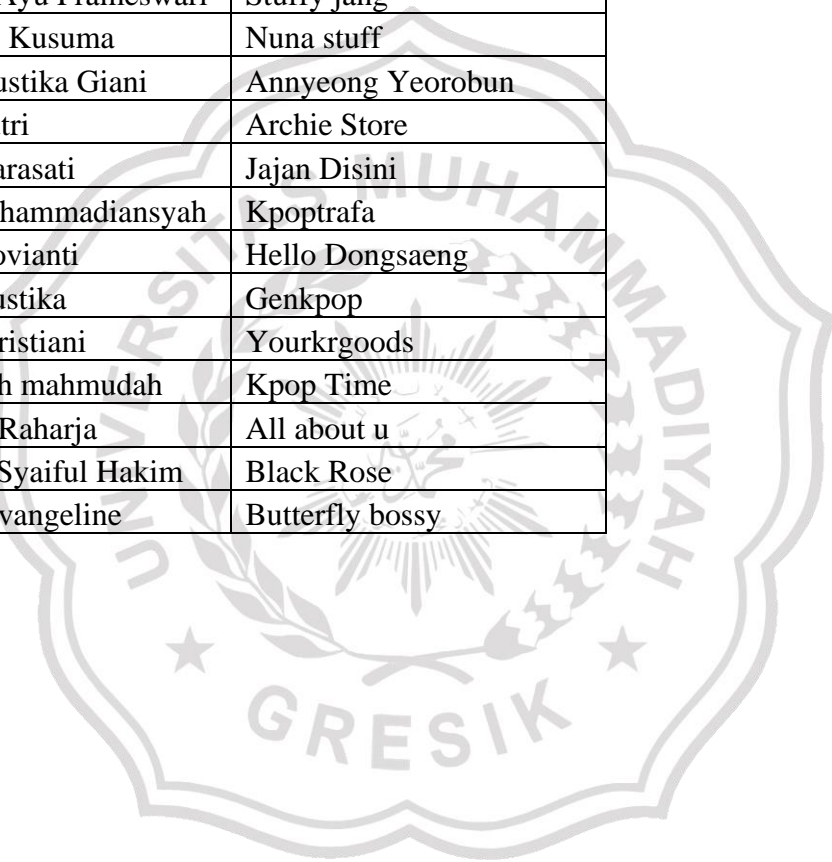 Ayu Prameswari Stuffy jang
Kusuma Nuna stuff
ustika Giani Annyeong Yeorobun
tri Archie Store
arasati Jajan Disini
hammadiansyah Kpoptrafa
ovianti Hello Dongsaeng
ustika Genkpop
ristiani Yourkrgoods
h mahmudah Kpop Time
Raharja All about u
Syaiful Hakim Black Rose
vangeline Butterfly bossy
UNIVERSITAS MUHAMMADIYAH
GRESIK